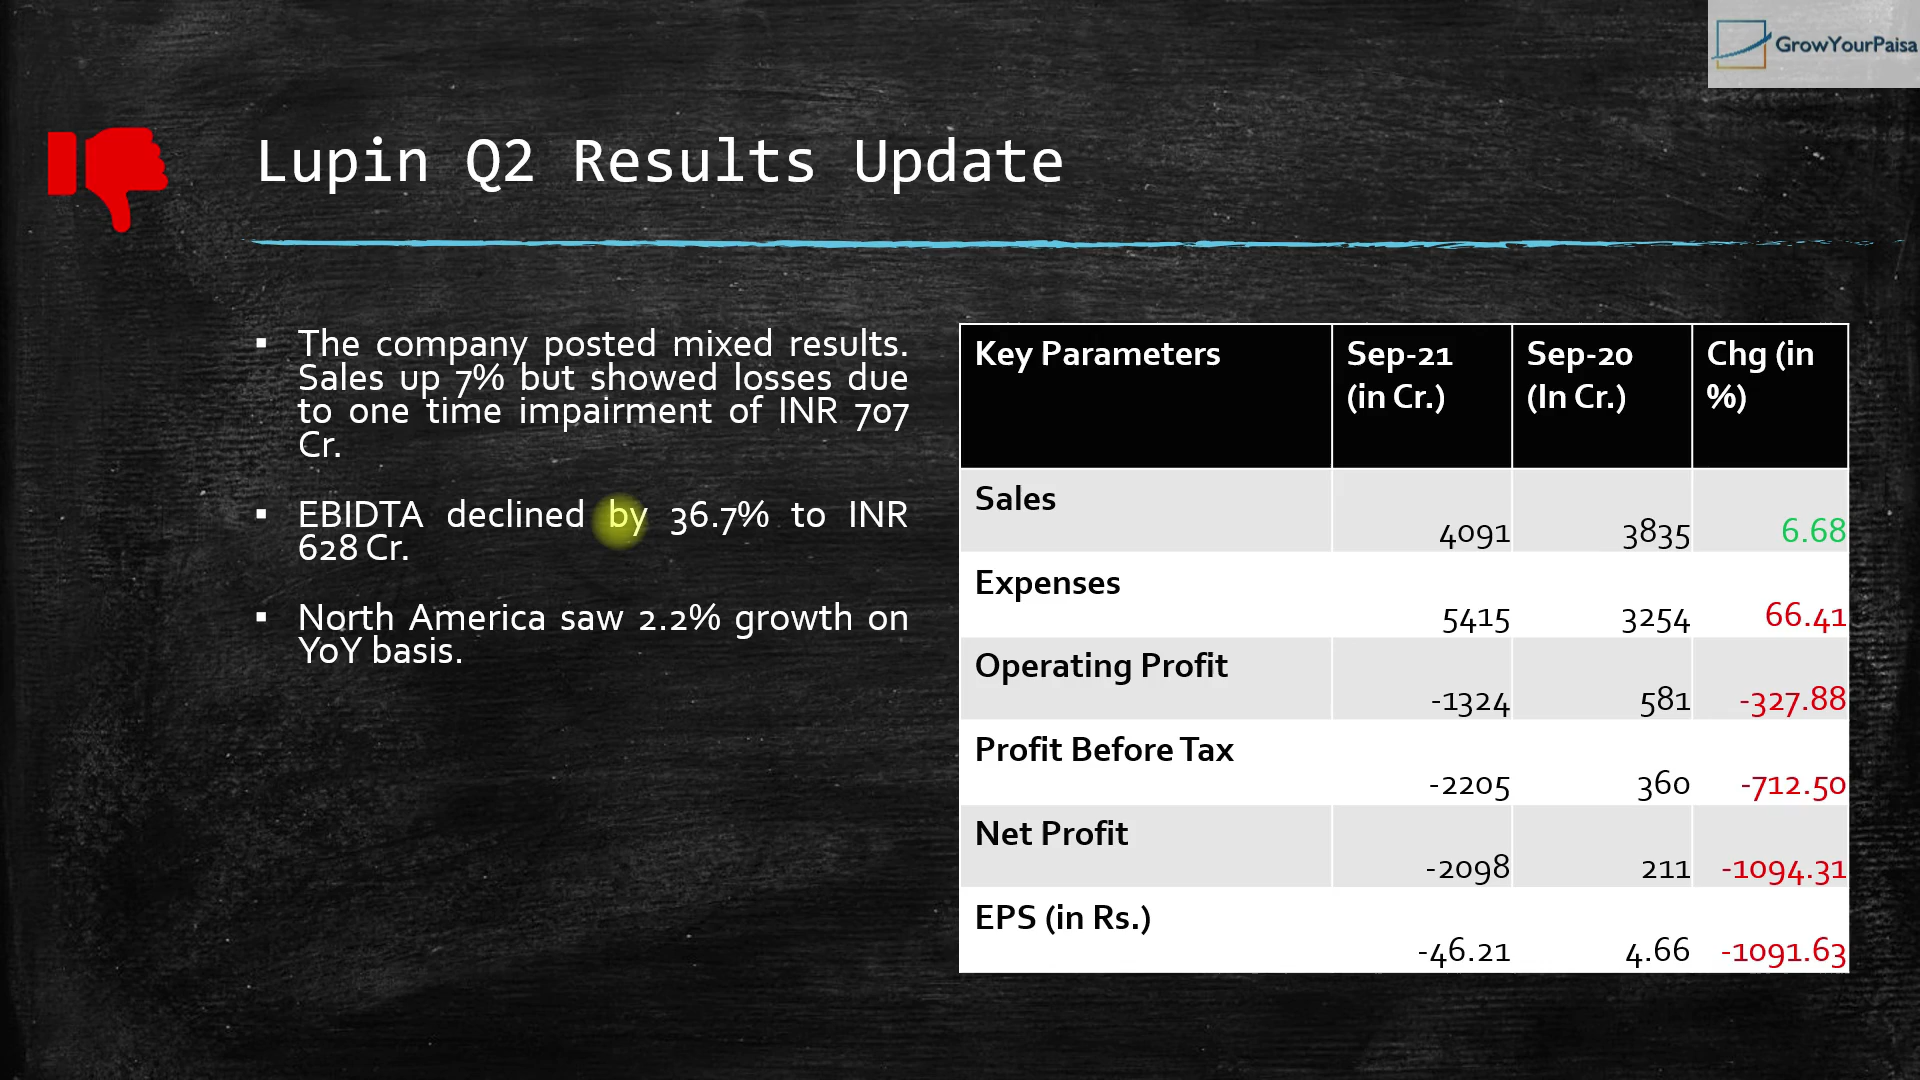 GrowYourPaisa
Lupin Q2 Results Update
▪ The company posted mixed results.
Sales up 7% but showed losses due
to one time impairment of INR 707
Cr.
▪ EBIDTA declined by 36.7% to INR
628 Cr.
▪ North America saw 2.2% growth on
YoY basis.
Key Parameters Sep-21 (in Cr.) Sep-20 (In Cr.) Chg (in %)
Sales 4091 3835 6.68
Expenses 5415 3254 66.41
Operating Profit -1324 581 -327.88
Profit Before Tax -2205 360 -712.50
Net Profit -2098 211 -1094.31
EPS (in Rs.) -46.21 4.66 -1091.63